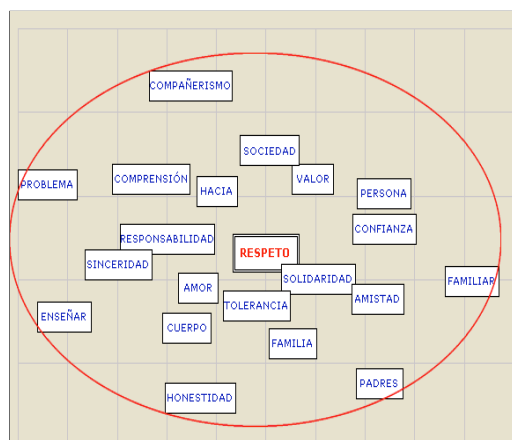 COMPAÑERISMO
SOCIEDAD
COMPRENSIÓN
VALOR
PROBLEMA
HACIA
PERSONA
CONFIANZA
RESPONSABILIDAD
RESPETO
SINCERIDAD
SOLIDARIDAD
FAMILIAR
AMOR
AMISTAD
TOLERANCIA
ENSEÑAR
CUERPO
FAMILIA
PADRES
HONESTIDAD